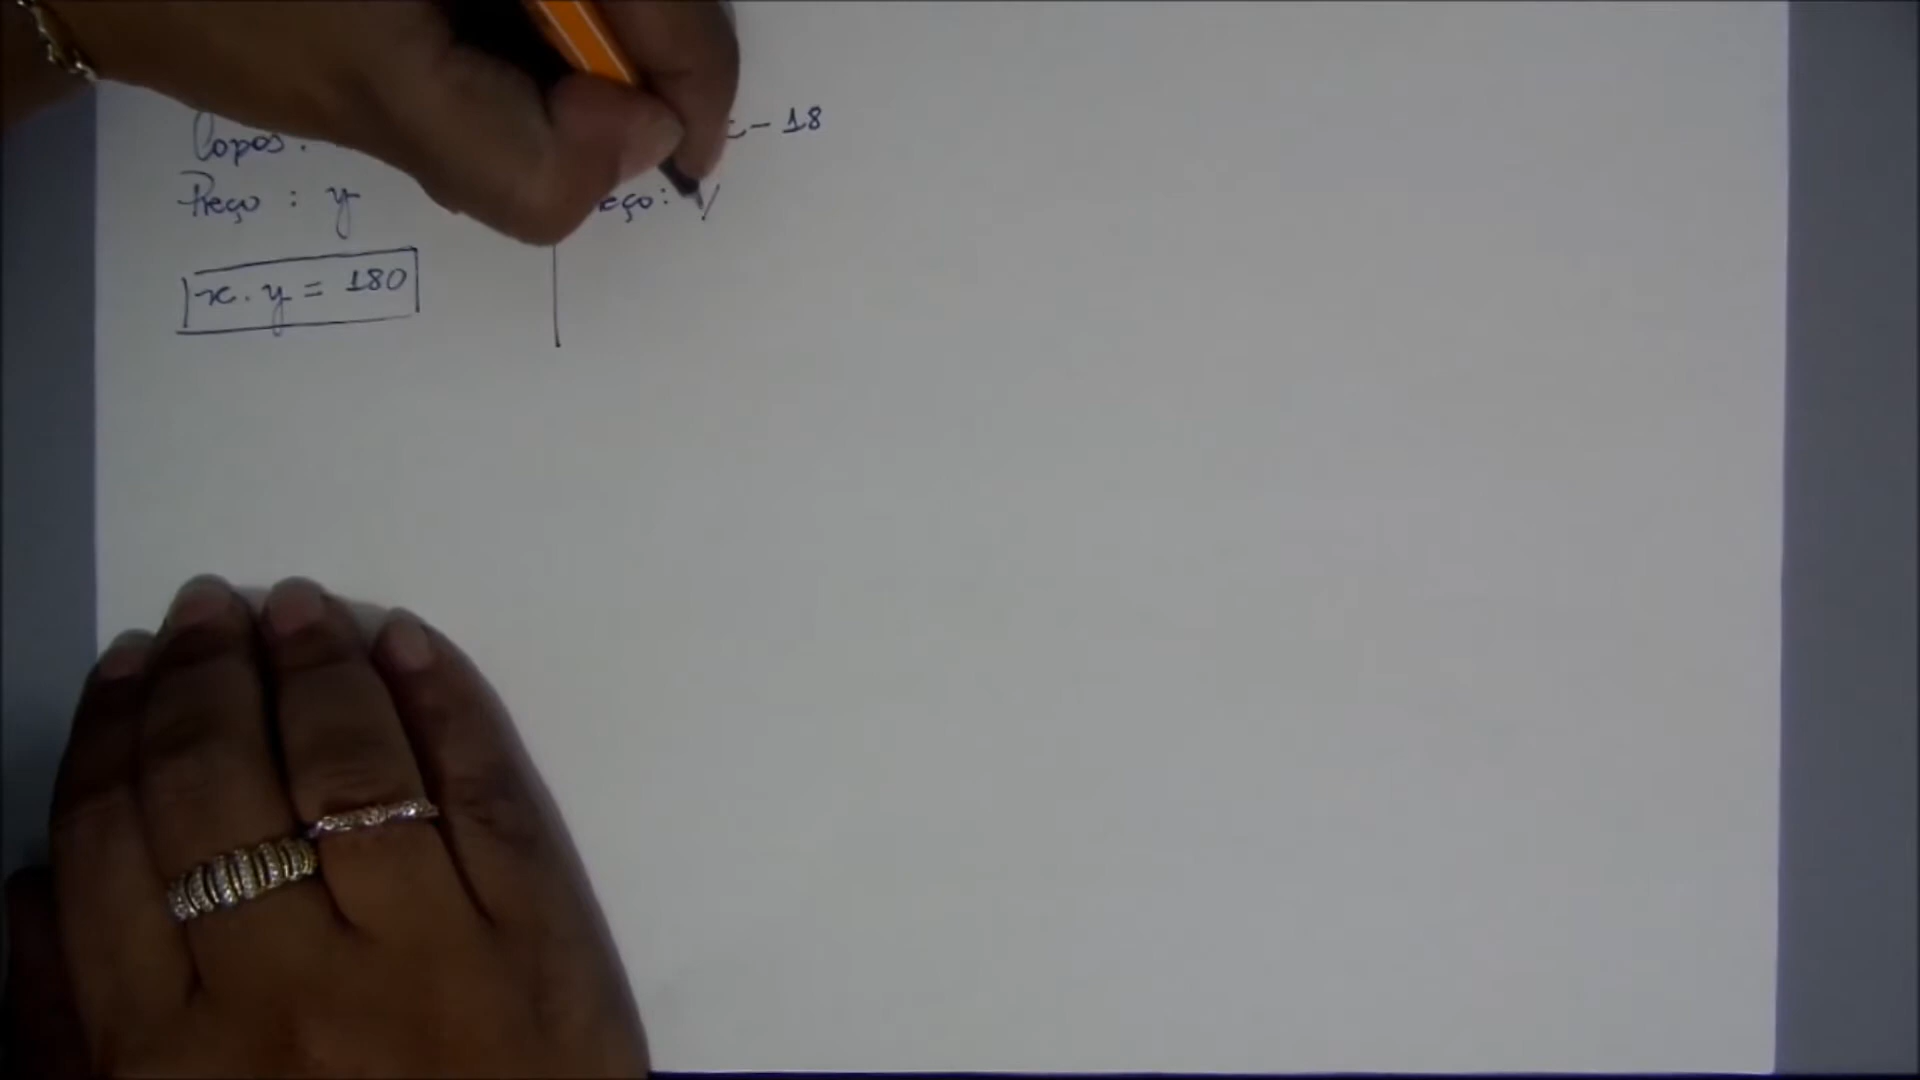 Copos:
Preço : y
x . y = 180
- 18
eço: y